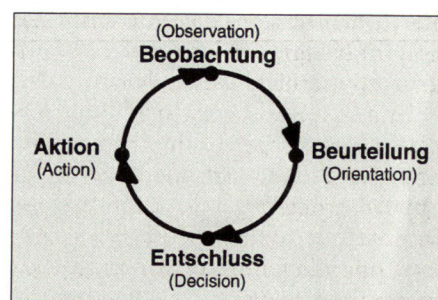 (Observation)
Beobachtung
Aktion
(Action)
Beurteilung
(Orientation)
Entschluss
(Decision)